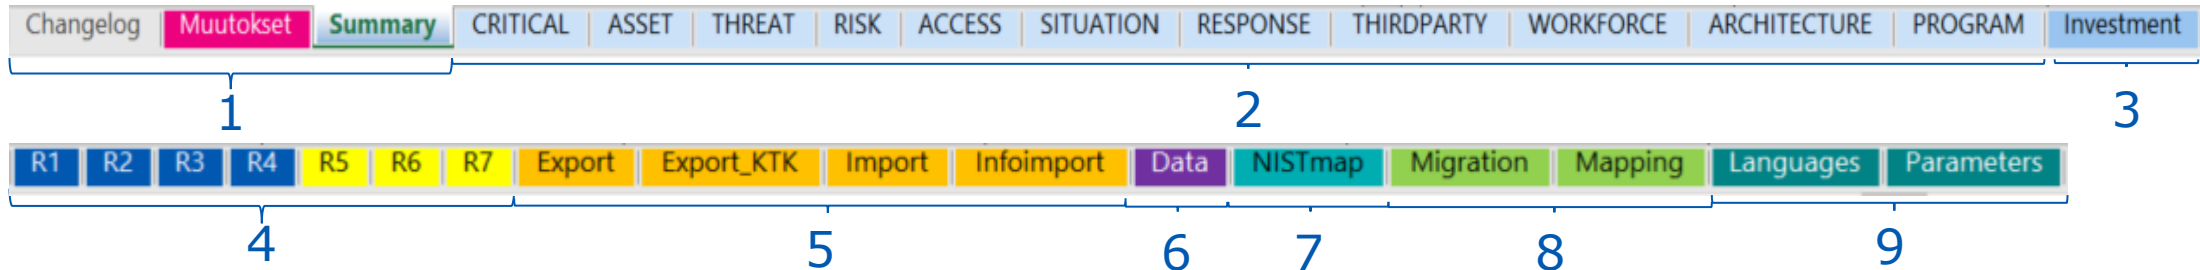 Changelog Muutokset Summary CRITICAL ASSET THREAT RISK ACCESS SITUATION RESPONSE THIRDPARTY WORKFORCE ARCHITECTURE PROGRAM Investment
1 2 3
R1 R2 R3 R4 R5 R6 R7 Export Export_KTK Import Infoimport Data NISTmap Migration Mapping Languages Parameters
4 5 6 7 8 9